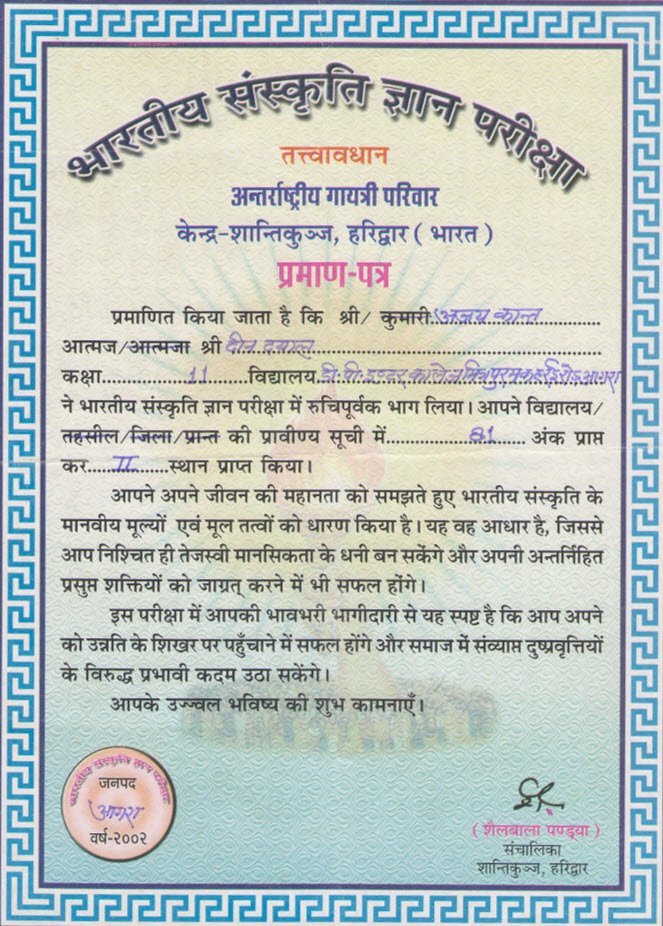 भारतीय संस्कृति ज्ञान परीक्षा
तत्त्वावधान
अन्तर्राष्ट्रीय गायत्री परिवार
केन्द्र-शान्तिकुञ्ज, हरिद्वार ( भारत )
प्रमाण-पत्र
प्रमाणित किया जाता है कि श्री/ कुमारी अजय कान्त
आत्मज/आत्मजा श्री दीन दयाल
कक्षा 11 विद्यालय डी. पी. इण्टर कालेज आगरा
ने भारतीय संस्कृति ज्ञान परीक्षा में रुचिपूर्वक भाग लिया। आपने विद्यालय/
तहसील/जिला/प्रान्त की प्रावीण्य सूची में 81 अंक प्राप्त
कर II स्थान प्राप्त किया।
आपने अपने जीवन की महानता को समझते हुए भारतीय संस्कृति के
मानवीय मूल्यों एवं मूल तत्वों को धारण किया है। यह वह आधार है, जिससे
आप निश्चित ही तेजस्वी मानसिकता के धनी बन सकेंगे और अपनी अन्तर्निहित
प्रसुप्त शक्तियों को जाग्रत् करने में भी सफल होंगे।
इस परीक्षा में आपकी भावभरी भागीदारी से यह स्पष्ट है कि आप अपने
को उन्नति के शिखर पर पहुँचाने में सफल होंगे और समाज में संव्याप्त दुष्प्रवृत्तियों
के विरुद्ध प्रभावी कदम उठा सकेंगे।
आपके उज्ज्वल भविष्य की शुभ कामनाएँ।
जनपद
आगरा
वर्ष-२००२
( शैलबाला पण्ड्या )
संचालिका
शान्तिकुञ्ज, हरिद्वार